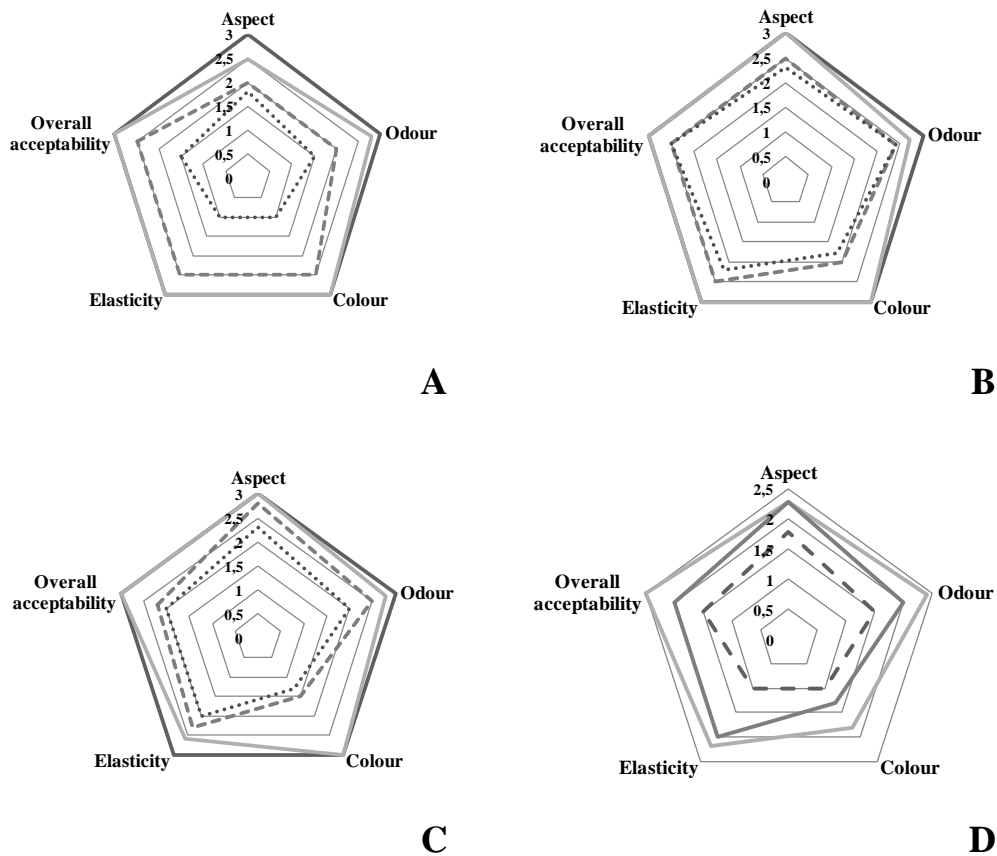 Aspect
3
2,5
2
1,5
1
0,5
0
Odour
Colour
Elasticity
Overall
acceptability
A
Aspect
3
2,5
2
1,5
1
0,5
0
Odour
Colour
Elasticity
Overall
acceptability
B
Aspect
3
2,5
2
1,5
1
0,5
0
Odour
Colour
Elasticity
Overall
acceptability
C
Aspect
2,5
2
1,5
1
0,5
0
Odour
Colour
Elasticity
Overall
acceptability
D